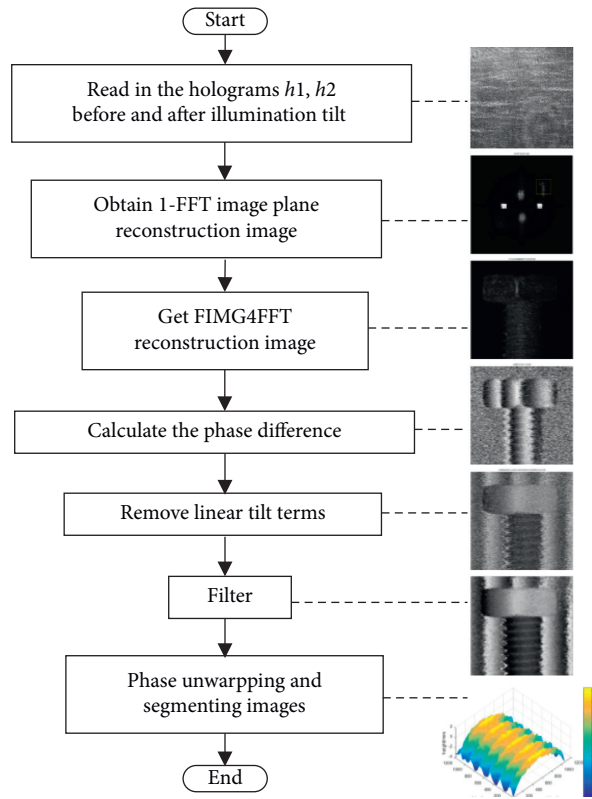 Start
Read in the holograms h1, h2
before and after illumination tilt
Obtain 1-FFT image plane
reconstruction image
Get FIMG4FFT
reconstruction image
Calculate the phase difference
Remove linear tilt terms
Filter
Phase unwarpping and
segmenting images
End